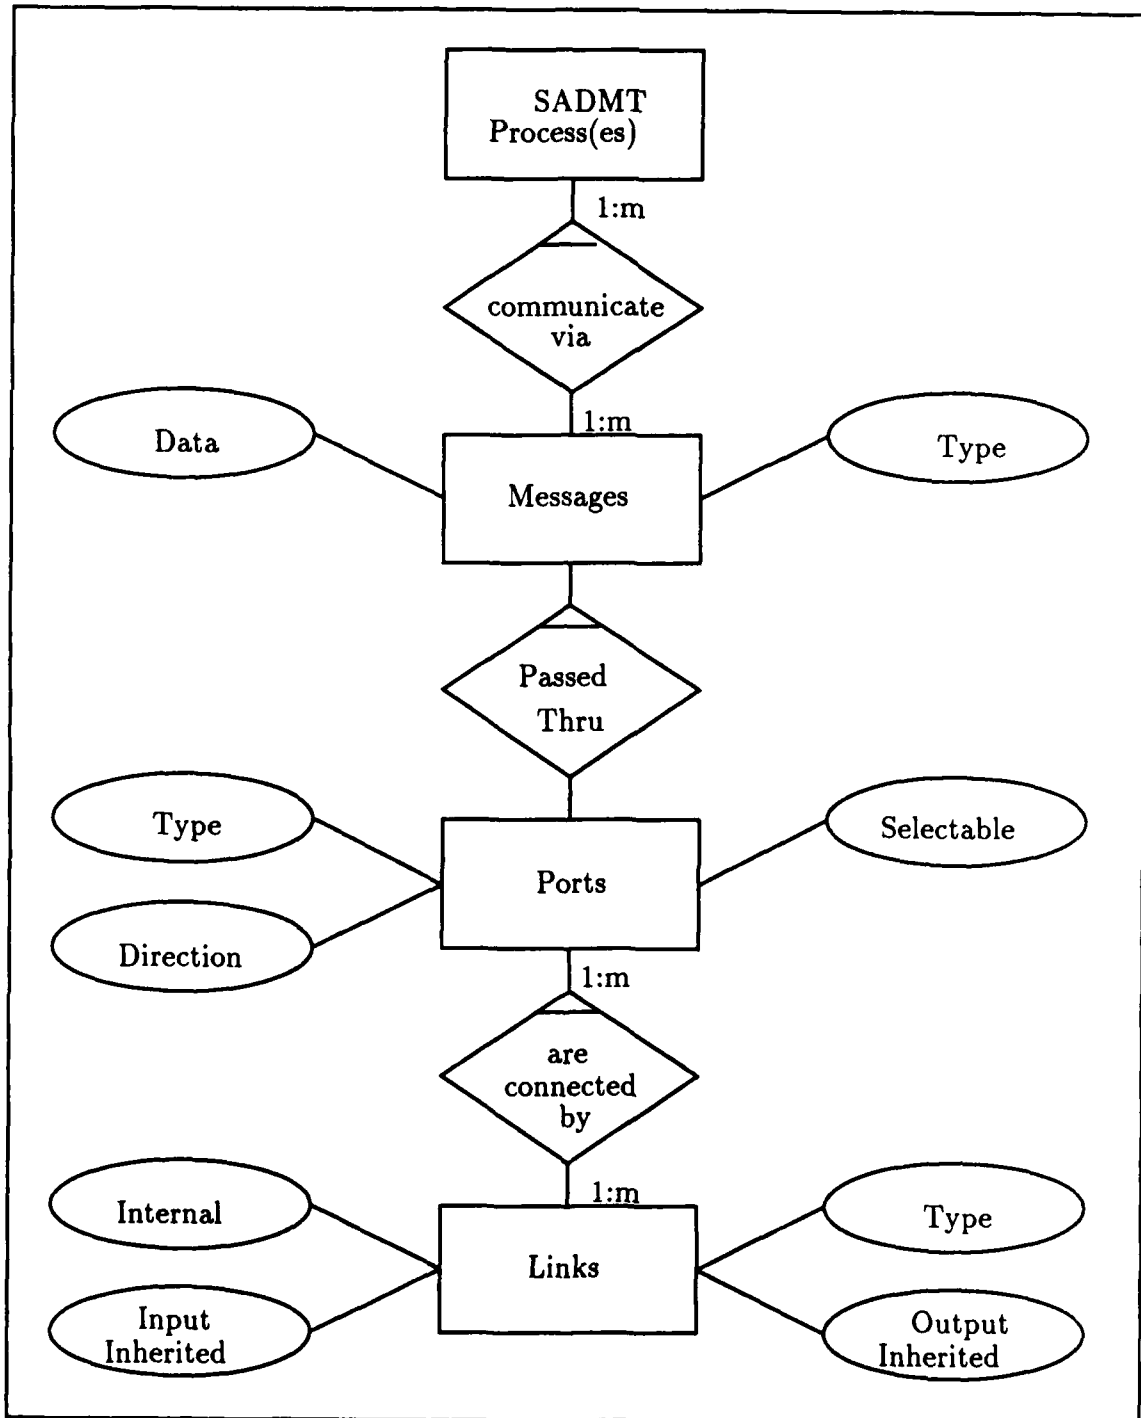 SADMT
Process(es)
1:m
communicate
via
1:m
Data
Type
Messages
Passed
Thru
Type
Selectable
Ports
Direction
1:m
are
connected
by
1:m
Internal
Type
Links
Input
Inherited
Output
Inherited